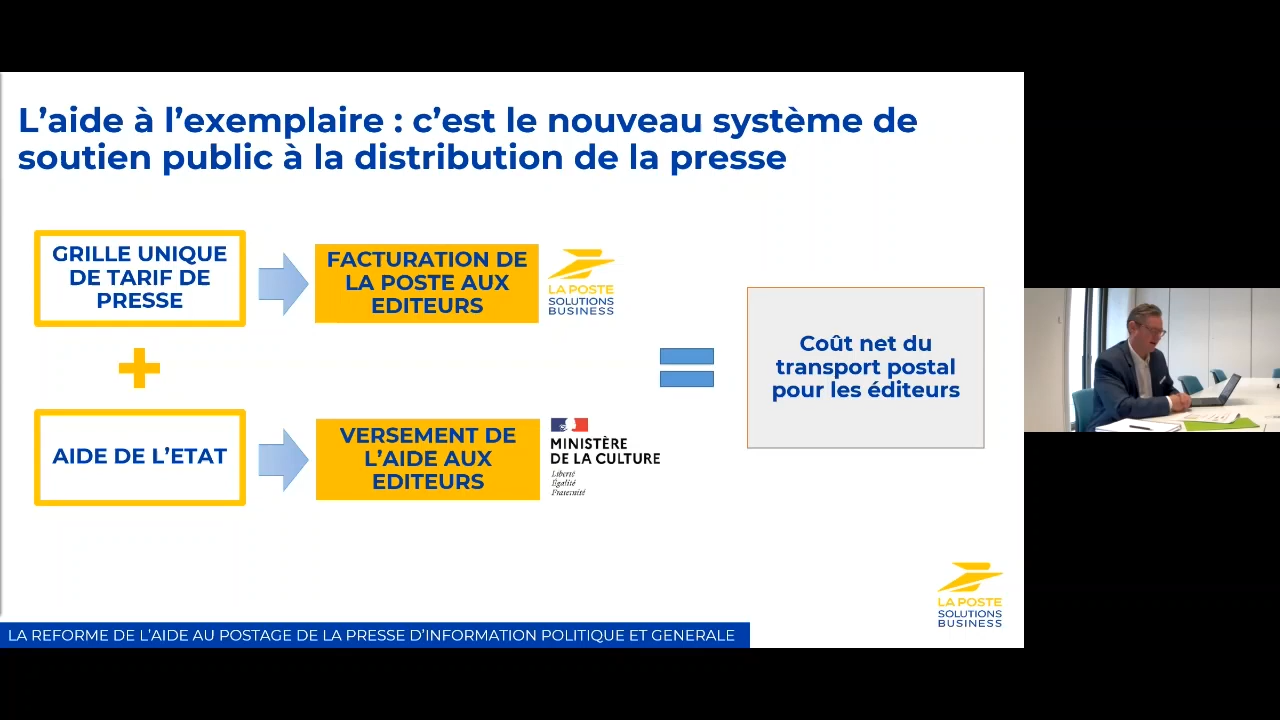 L'aide à l'exemplaire : c'est le nouveau système de
soutien public à la distribution de la presse
GRILLE UNIQUE
DE TARIF DE
PRESSE
FACTURATION DE
LA POSTE AUX
EDITEURS
LA POSTE
SOLUTIONS
BUSINESS
+
Coût net du
transport postal
pour les éditeurs
AIDE DE L'ETAT
VERSEMENT DE
L'AIDE AUX
EDITEURS
MINISTÈRE
DE LA CULTURE
Liberté
Égalité
Fraternité
LA POSTE
SOLUTIONS
BUSINESS
LA REFORME DE L'AIDE AU POSTAGE DE LA PRESSE D'INFORMATION POLITIQUE ET GENERALE